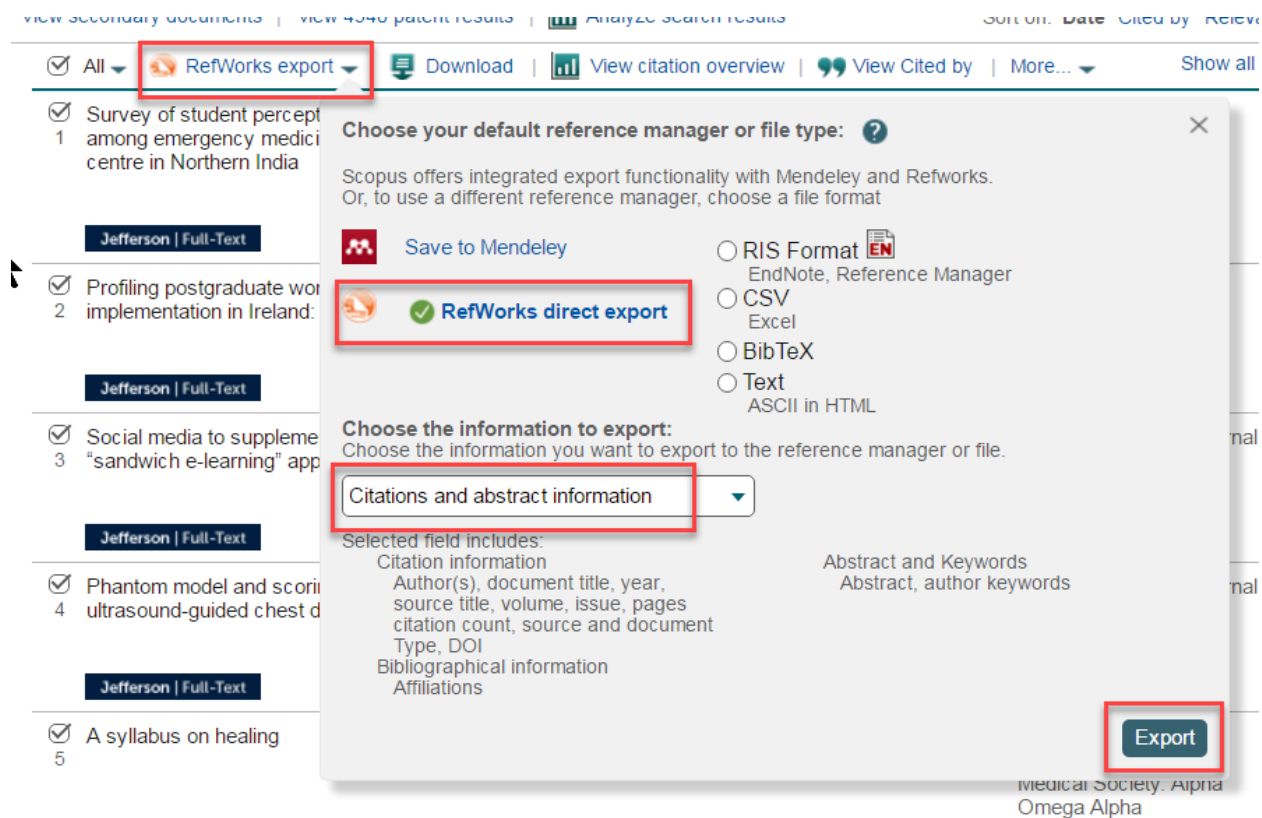 view secondary documents | view 4546 patent results | Analyze search results Sort on: Date Cited by Releva
All RefWorks export Download | View citation overview | View Cited by | More... Show all
1 Survey of student percept
among emergency medici
centre in Northern India
Jefferson | Full-Text
2 Profiling postgraduate wor
implementation in Ireland:
Jefferson | Full-Text
3 Social media to suppleme
“sandwich e-learning” app
Jefferson | Full-Text
4 Phantom model and scorin
ultrasound-guided chest d
Jefferson | Full-Text
5 A syllabus on healing
Choose your default reference manager or file type: ?
Scopus offers integrated export functionality with Mendeley and Refworks.
Or, to use a different reference manager, choose a file format
Save to Mendeley
RefWorks direct export
RIS Format EN
EndNote, Reference Manager
CSV
Excel
BibTeX
Text
ASCII in HTML
Choose the information to export:
Choose the information you want to export to the reference manager or file.
Citations and abstract information
Selected field includes:
Citation information
Author(s), document title, year,
source title, volume, issue, pages
citation count, source and document
Type, DOI
Bibliographical information
Affiliations
Abstract and Keywords
Abstract, author keywords
Export
rnal
rnal
Medical Society. Alpha
Omega Alpha